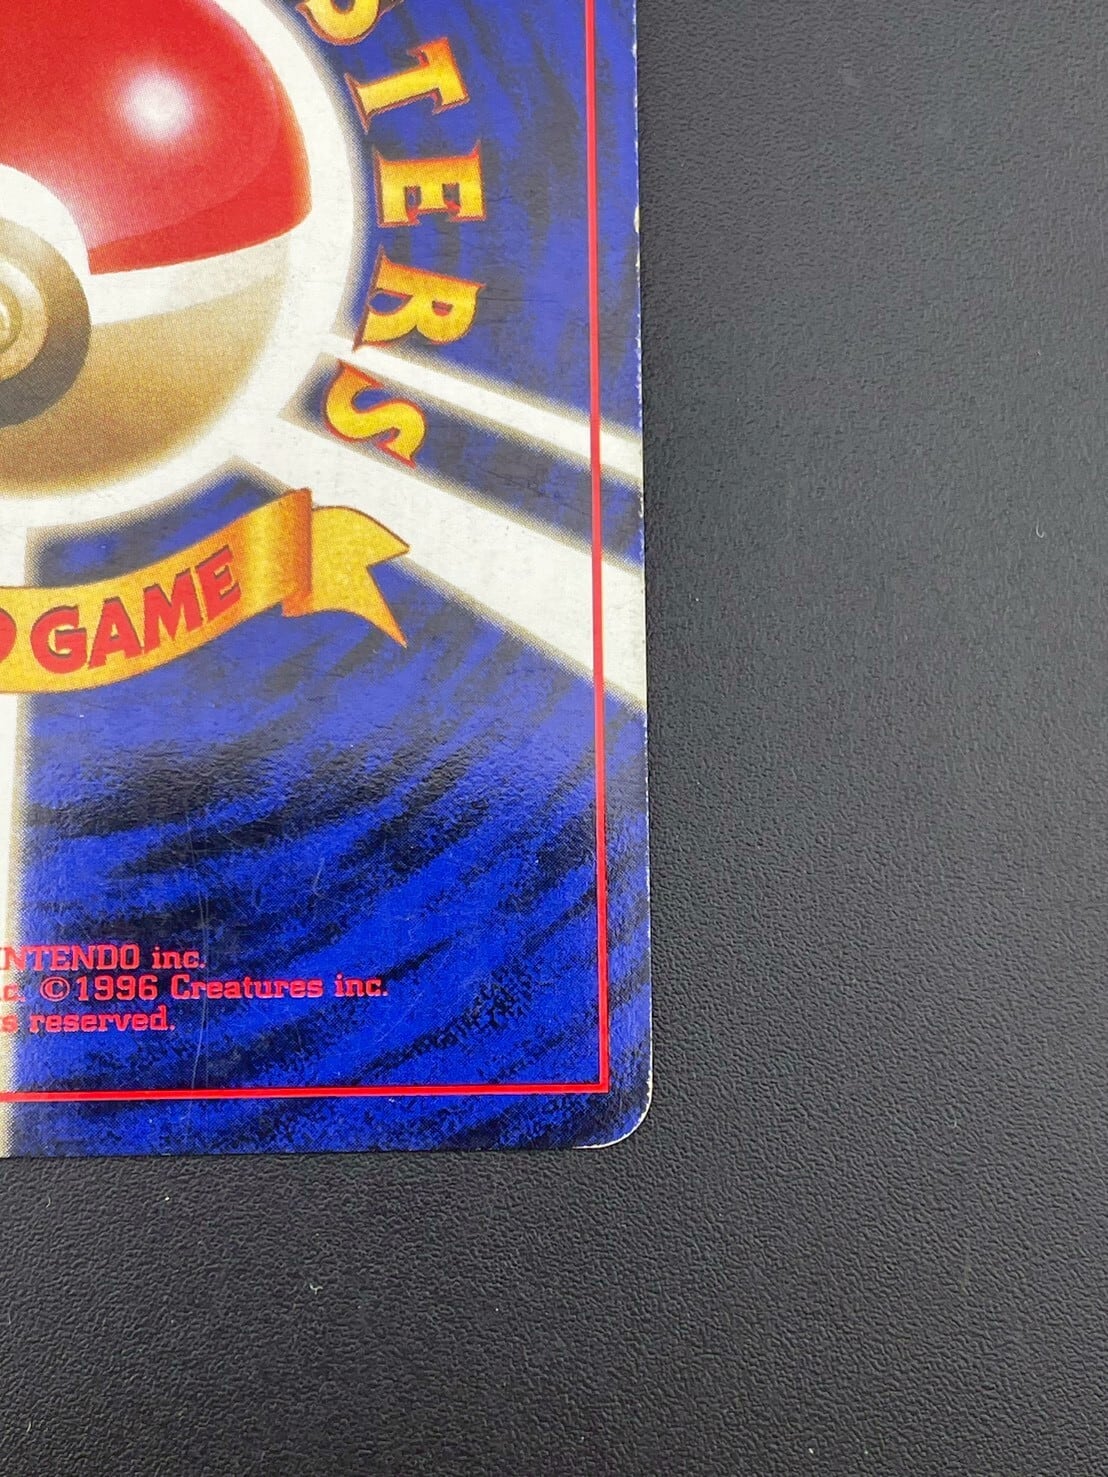 STERS
GAME
NTENDO inc.
©1996 Creatures inc.
s reserved.